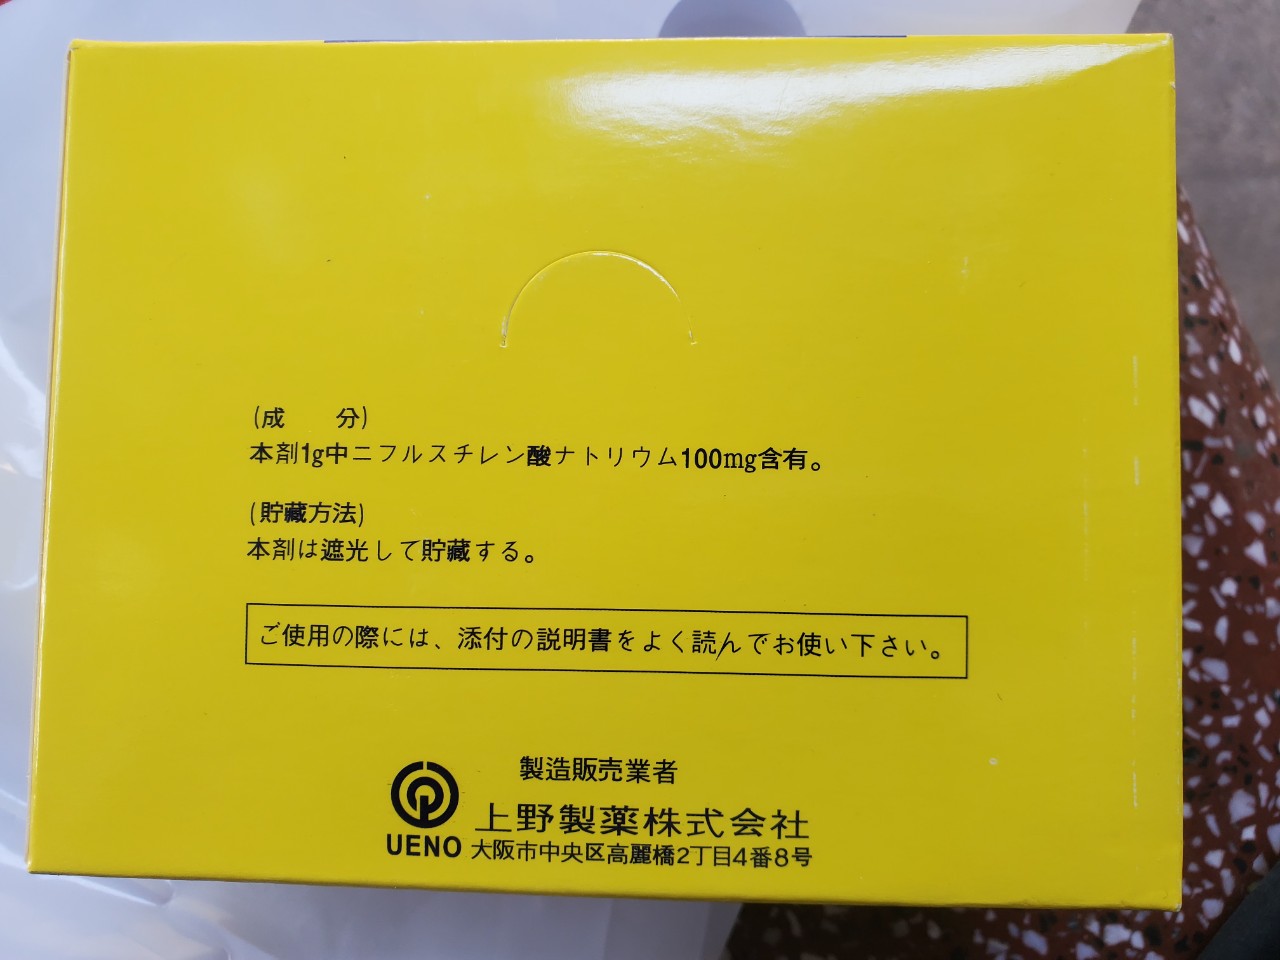 (成　　分)
本剤1g中ニフルスチレン酸ナトリウム100mg含有。
(貯藏方法)
本剤は遮光して貯藏する。
ご使用の際には、添付の説明書をよく読んでお使い下さい。
製造販売業者
上野製薬株式会社
UENO 大阪市中央区高麗橋2丁目4番8号